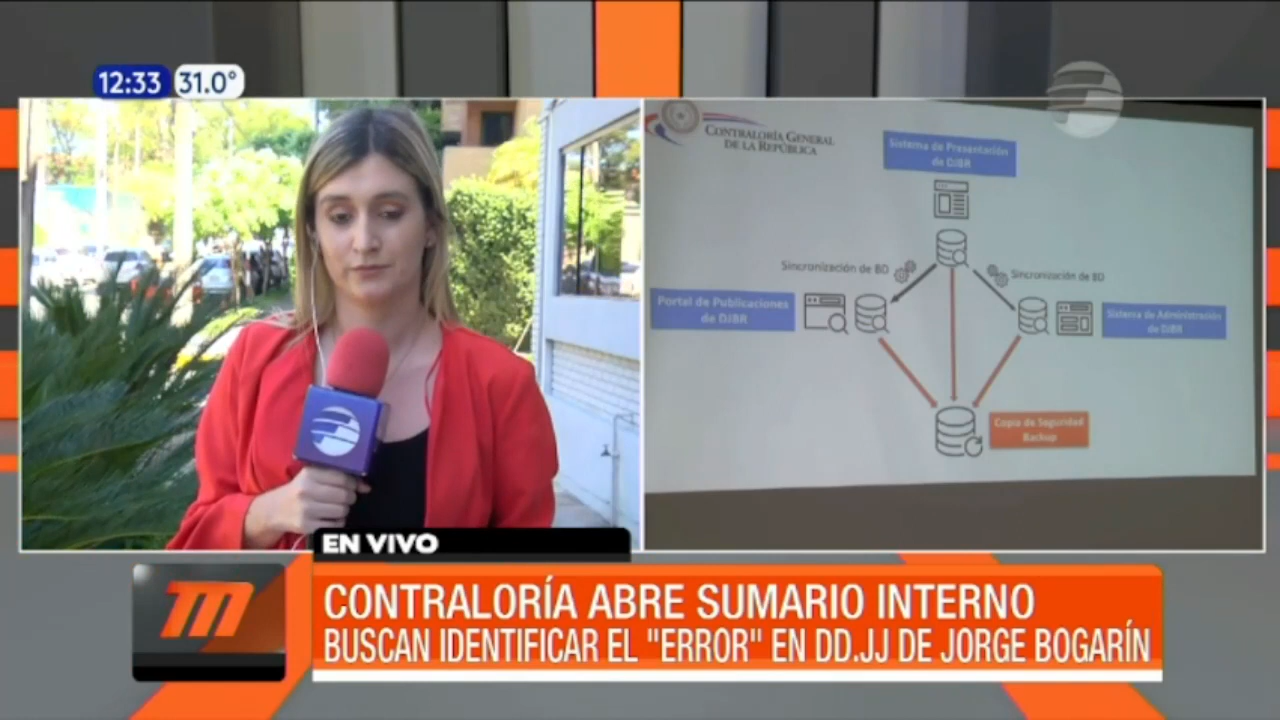 12:33 31.0°
CONTRALORÍA GENERAL
DE LA REPÚBLICA
Sistema de Presentación
de DJBR
Sincronización de BD
Sincronización de BD
Portal de Publicaciones
de DJBR
Sistema de Administración
de DJBR
Copia de Seguridad
Backup
EN VIVO
m
CONTRALORÍA ABRE SUMARIO INTERNO
BUSCAN IDENTIFICAR EL "ERROR" EN DD.JJ DE JORGE BOGARÍN